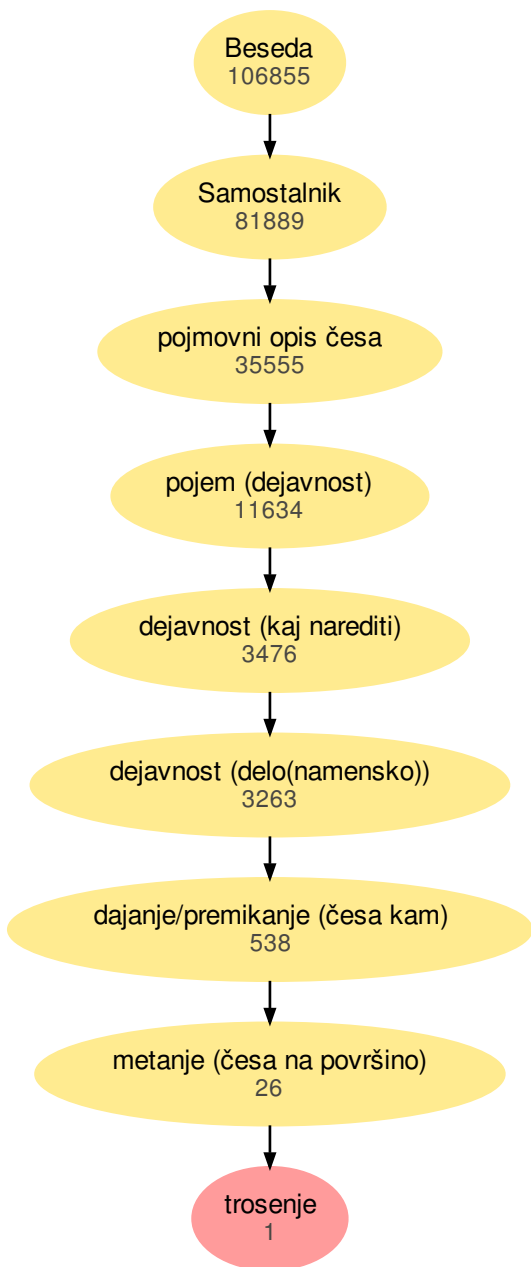 Beseda
106855
Samostalnik
81889
pojmovni opis česa
35555
pojem (dejavnost)
11634
dejavnost (kaj narediti)
3476
dejavnost (delo(namensko))
3263
dajanje/premikanje (česa kam)
538
metanje (česa na površino)
26
trosenje
1